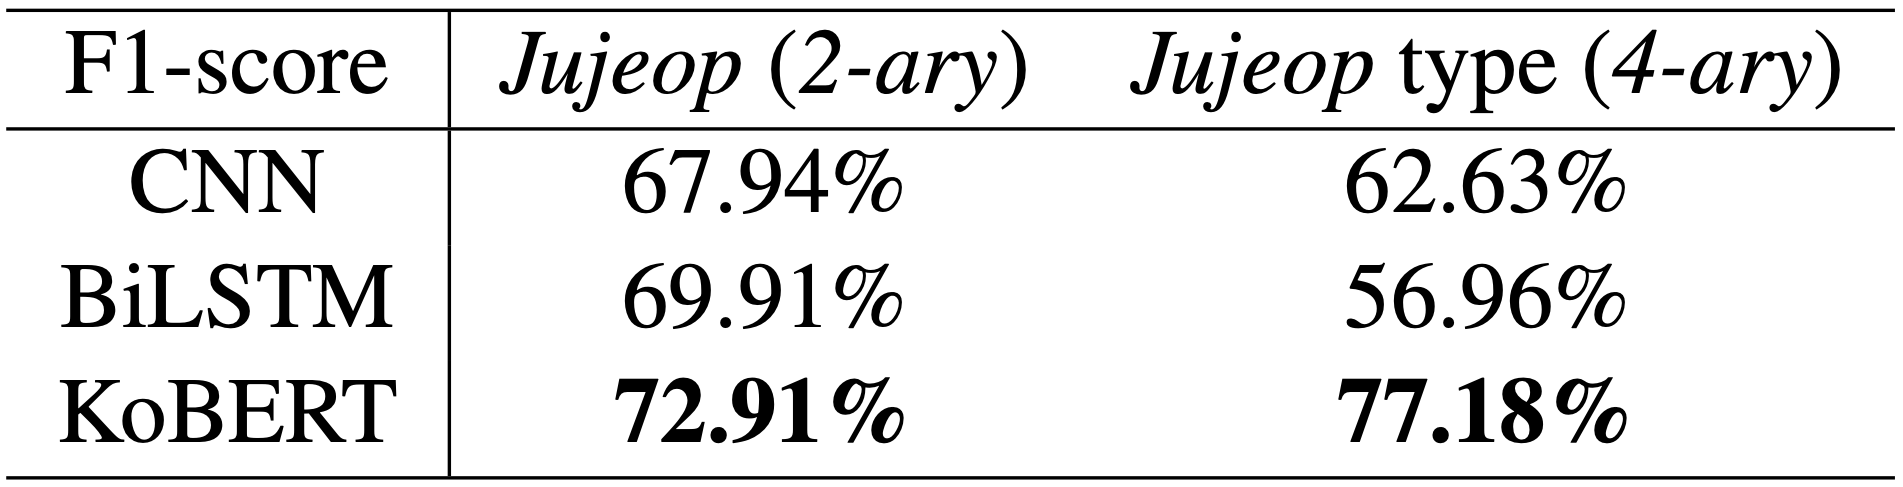 F1-score Jujeop (2-ary) Jujeop type (4-ary)
CNN 67.94% 62.63%
BiLSTM 69.91% 56.96%
KoBERT 72.91% 77.18%